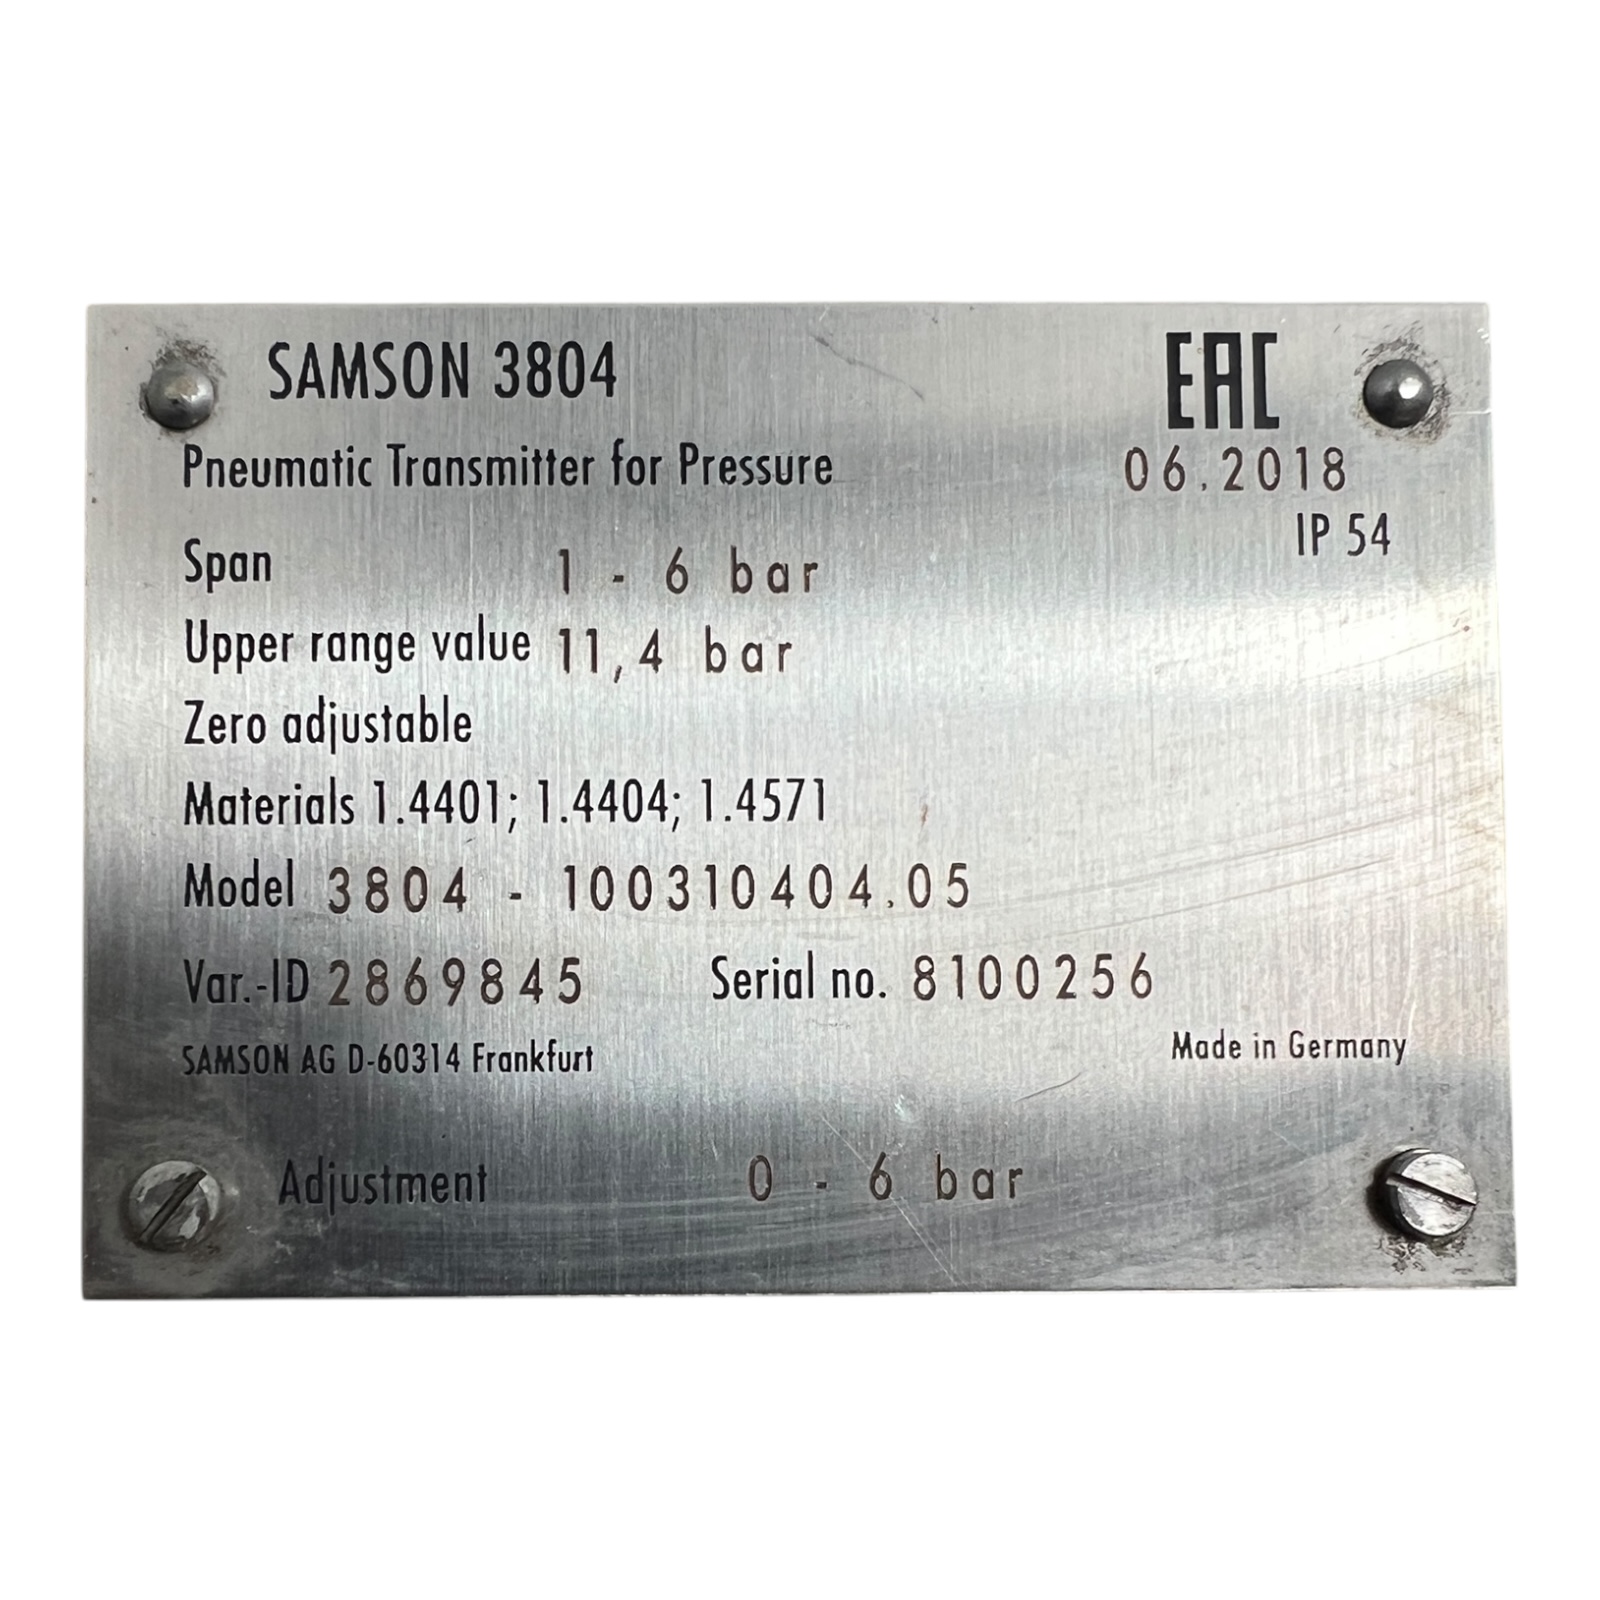 SAMSON 3804
EAC
Pneumatic Transmitter for Pressure
06.2018
IP 54
Span 1 - 6 bar
Upper range value 11,4 bar
Zero adjustable
Materials 1.4401; 1.4404; 1.4571
Model 3804 - 100310404.05
Var.-ID 2869845 Serial no. 8100256
SAMSON AG D-60314 Frankfurt
Made in Germany
Adjustment 0 - 6 bar